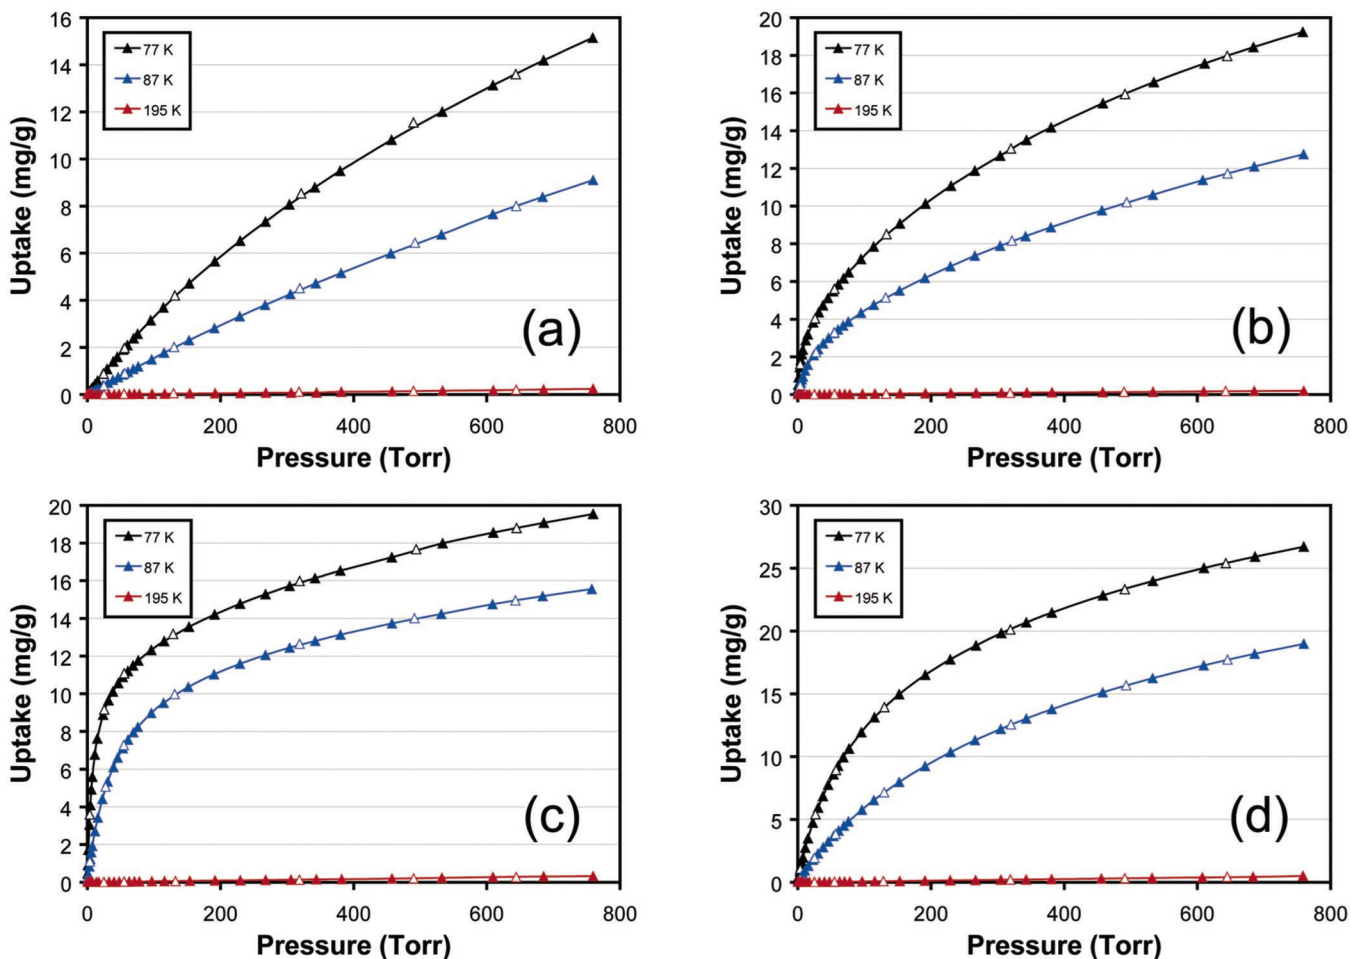 16
14
12
10
8
6
4
2
0
Uptake (mg/g)
77 K
87 K
195 K
(a)
0 200 400 600 800
Pressure (Torr)
20
18
16
14
12
10
8
6
4
2
0
Uptake (mg/g)
77 K
87 K
195 K
(b)
0 200 400 600 800
Pressure (Torr)
20
18
16
14
12
10
8
6
4
2
0
Uptake (mg/g)
77 K
87 K
195 K
(c)
0 200 400 600 800
Pressure (Torr)
30
25
20
15
10
5
0
Uptake (mg/g)
77 K
87 K
195 K
(d)
0 200 400 600 800
Pressure (Torr)